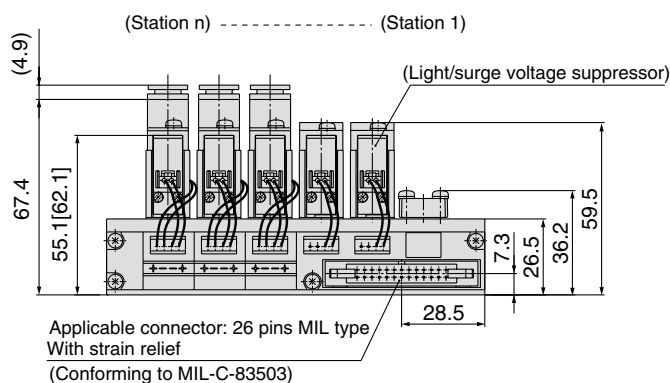 (Station n) ---------------- (Station 1)
(4.9)
(Light/surge voltage suppressor)
67.4
55.1[62.1]
7.3
26.5
36.2
59.5
28.5
Applicable connector: 26 pins MIL type
With strain relief
(Conforming to MIL-C-83503)